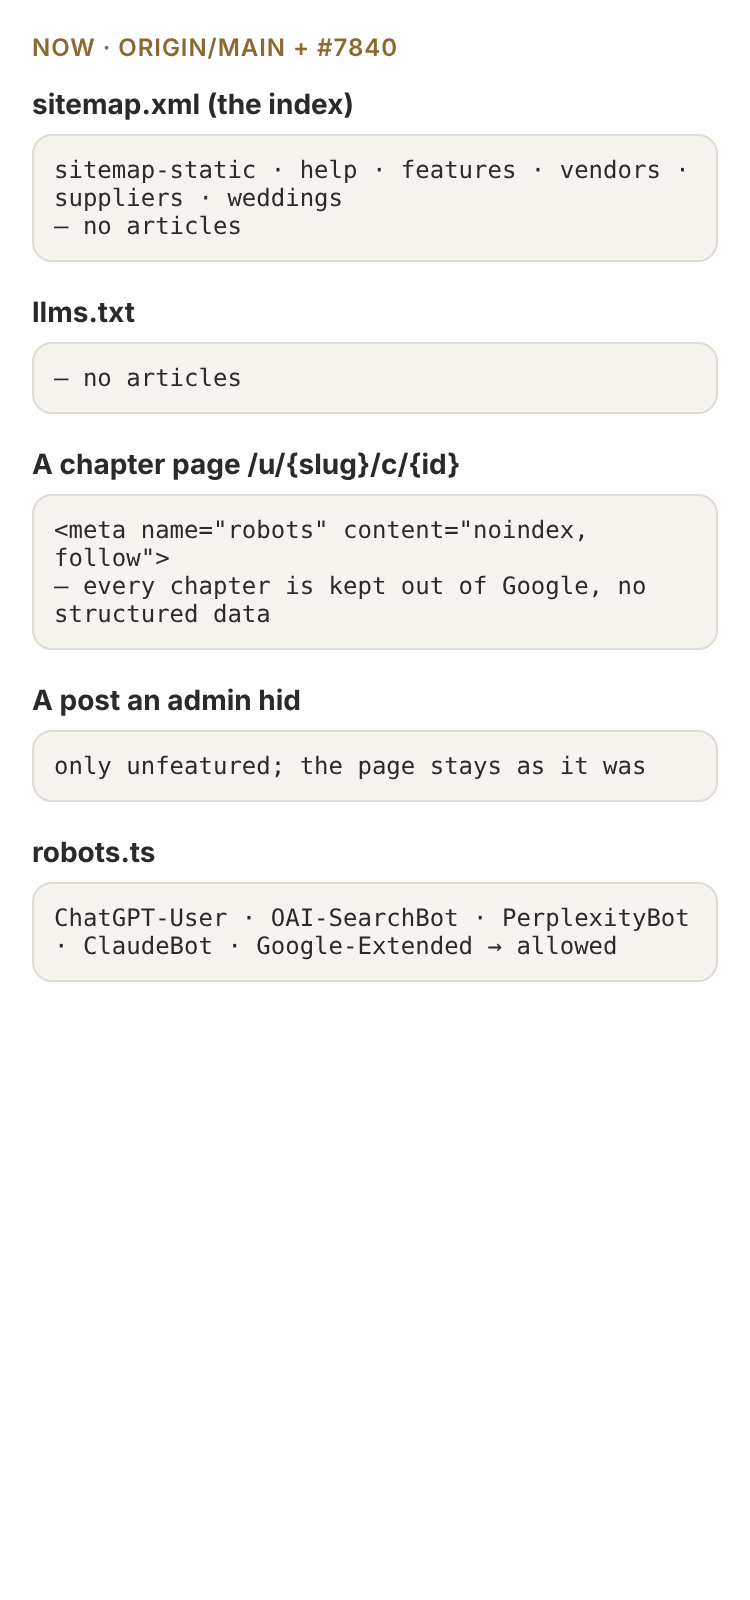 NOW · ORIGIN/MAIN + #7840
sitemap.xml (the index)
sitemap-static · help · features · vendors ·
suppliers · weddings
— no articles
llms.txt
— no articles
A chapter page /u/{slug}/c/{id}
<meta name="robots" content="noindex,
follow">
— every chapter is kept out of Google, no
structured data
A post an admin hid
only unfeatured; the page stays as it was
robots.ts
ChatGPT-User · OAI-SearchBot · PerplexityBot
· ClaudeBot · Google-Extended → allowed